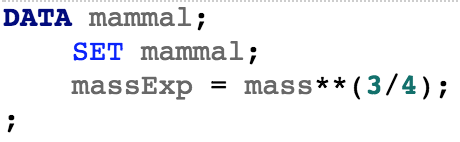 DATA mammal;
SET mammal;
massExp = mass**(3/4);
;